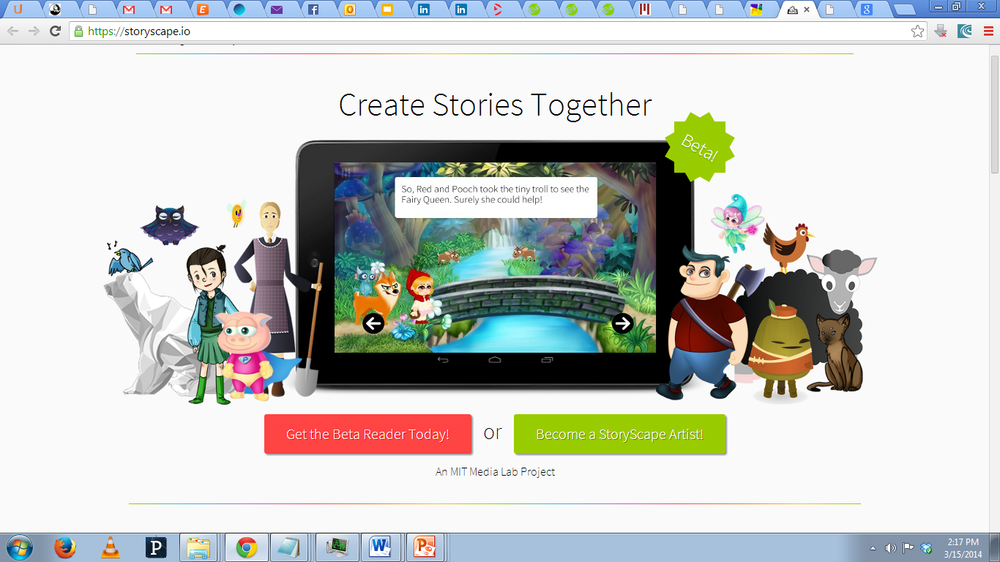 https://storyscape.io
Create Stories Together
Beta!
So, Red and Pooch took the tiny troll to see the
Fairy Queen. Surely she could help!
P
Get the Beta Reader Today!
or
Become a StoryScape Artist!
An MIT Media Lab Project
2:17 PM
3/15/2014